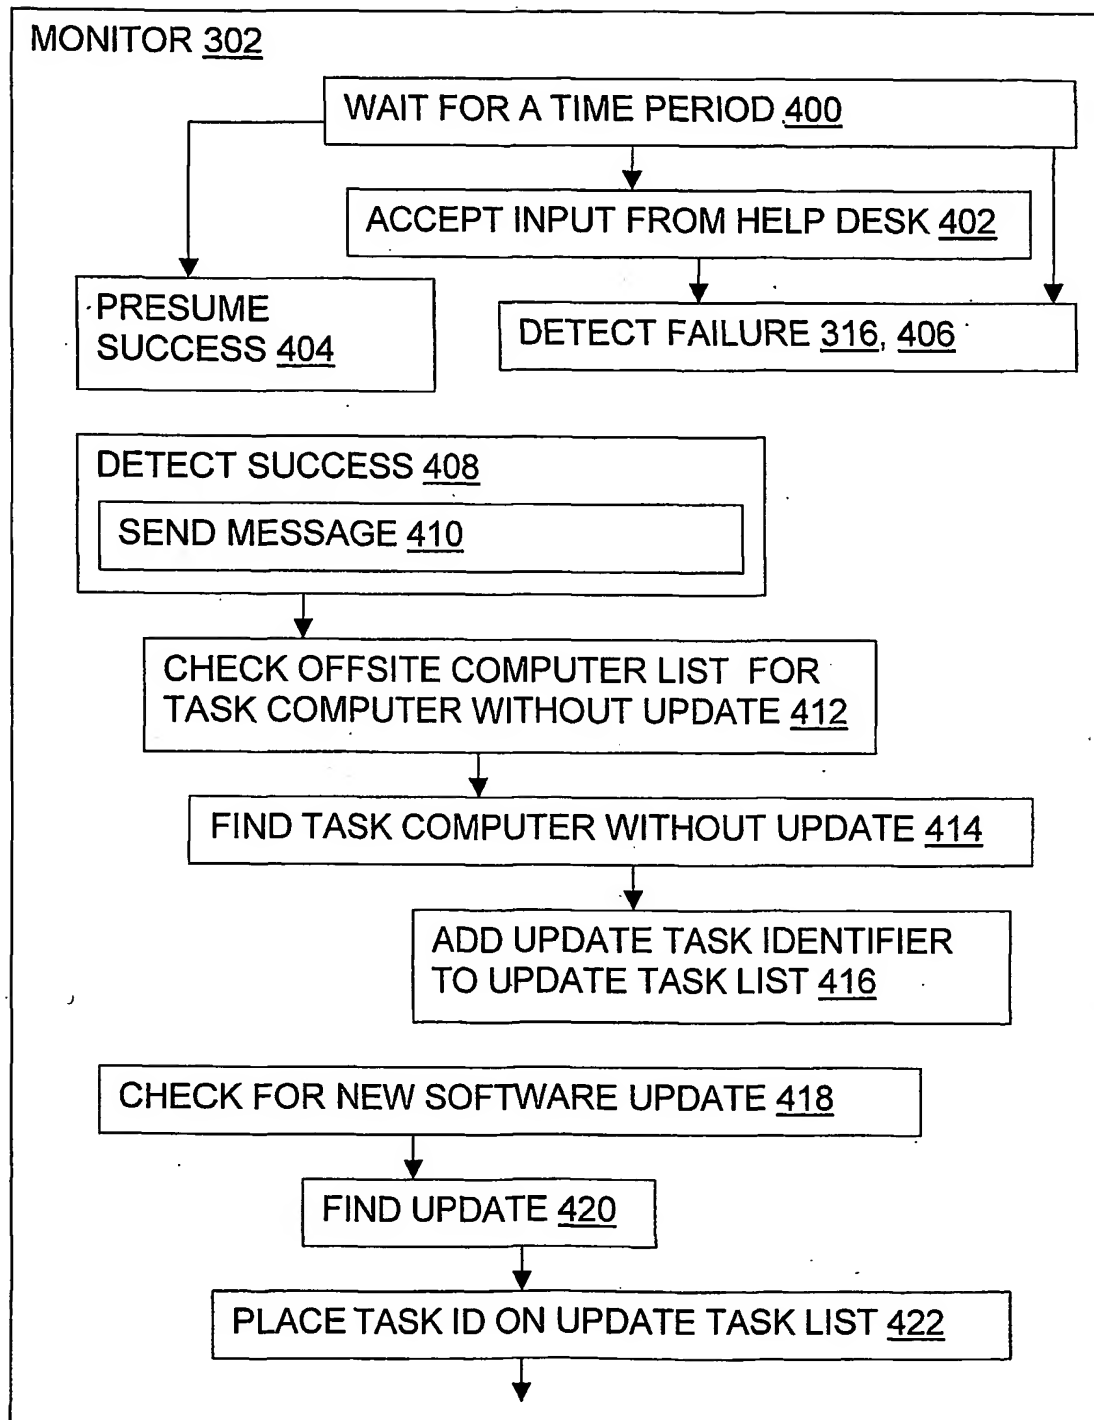 MONITOR 302
WAIT FOR A TIME PERIOD 400
ACCEPT INPUT FROM HELP DESK 402
PRESUME
SUCCESS 404
DETECT FAILURE 316, 406
DETECT SUCCESS 408
SEND MESSAGE 410
CHECK OFFSITE COMPUTER LIST FOR
TASK COMPUTER WITHOUT UPDATE 412
FIND TASK COMPUTER WITHOUT UPDATE 414
ADD UPDATE TASK IDENTIFIER
TO UPDATE TASK LIST 416
CHECK FOR NEW SOFTWARE UPDATE 418
FIND UPDATE 420
PLACE TASK ID ON UPDATE TASK LIST 422